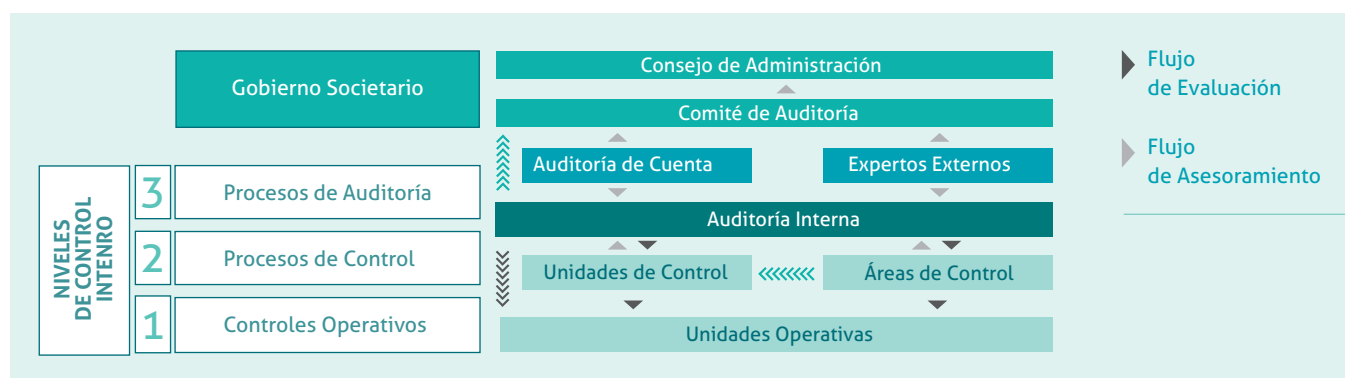 Gobierno Societario
NIVELES
DE CONTROL
INTENRO
3
Procesos de Auditoría
2
Procesos de Control
1
Controles Operativos
Consejo de Administración
Comité de Auditoría
Auditoría de Cuenta
Expertos Externos
Auditoría Interna
Unidades de Control
Áreas de Control
Unidades Operativas
Flujo
de Evaluación
Flujo
de Asesoramiento